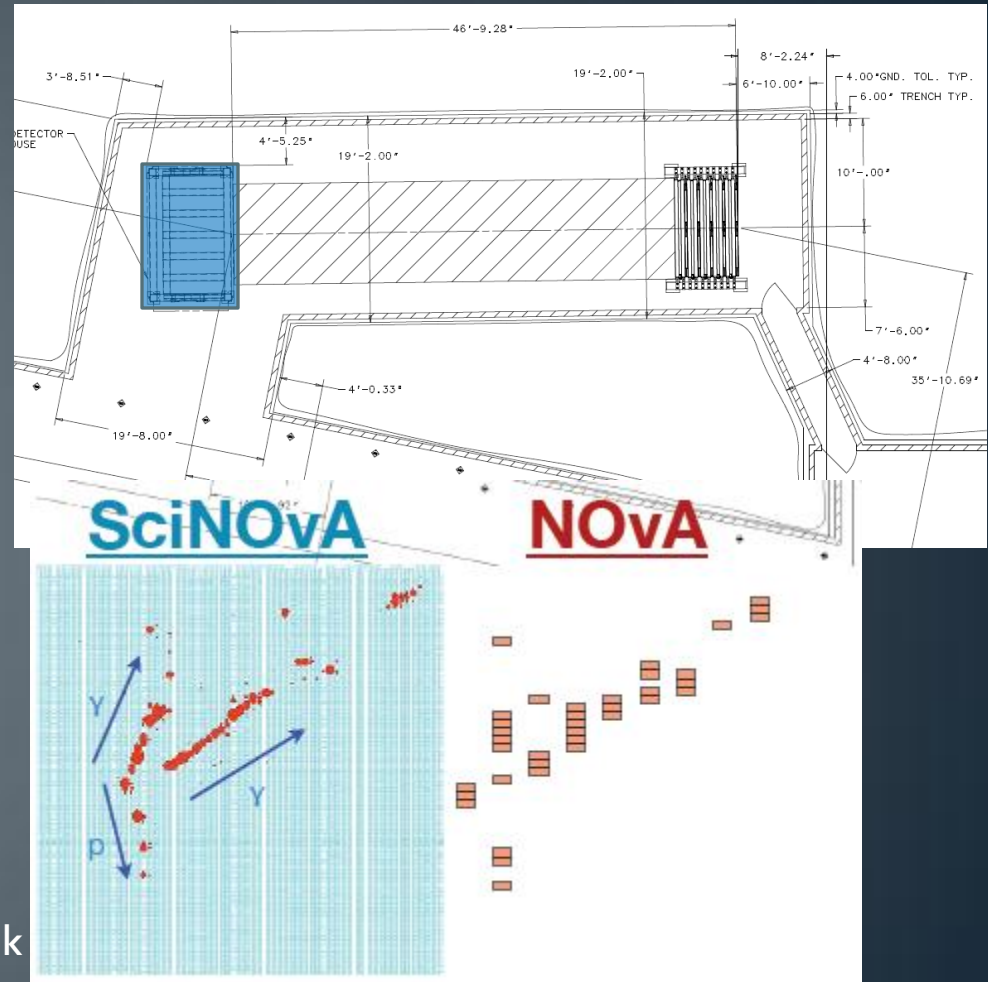 46'-9.28"
8'-2.24"
3'-8.51"
19'-2.00"
4.00"GND. TOL. TYP.
6'-10.00"
6.00" TRENCH TYP.
DETECTOR
OUSE
4'-5.25"
19'-2.00"
10'-.00"
7'-6.00"
4'-8.00"
35'-10.69"
4'-0.33"
19'-8.00"
SciNOvA NOvA
γ
γ
p
k